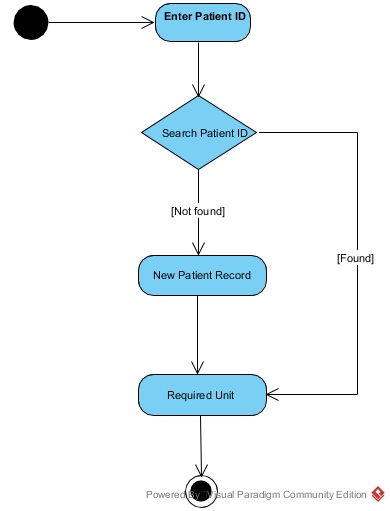 Enter Patient ID
Search Patient ID
[Not found]
[Found]
New Patient Record
Required Unit
Powered By Visual Paradigm Community Edition